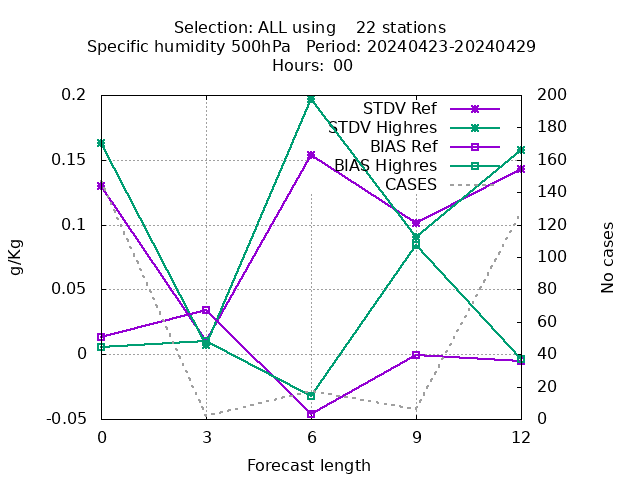 Selection: ALL using    22 stations
Specific humidity 500hPa   Period: 20240423-20240429
Hours:  00
0.2
0.15
0.1
0.05
0
-0.05
g/Kg
STDV Ref
STDV Highres
BIAS Ref
BIAS Highres
CASES
200
180
160
140
120
100
80
60
40
20
0
No cases
0 3 6 9 12
Forecast length